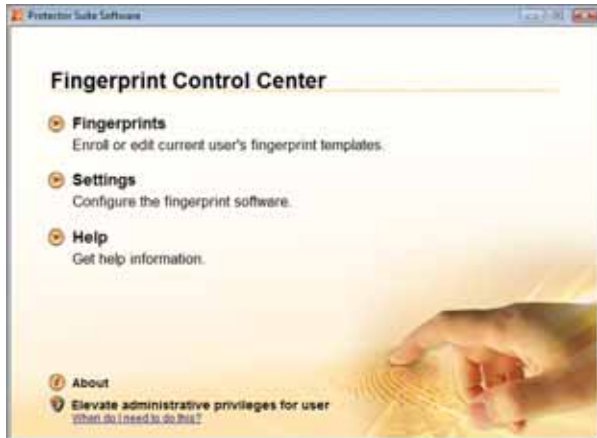 Protector Suite Software
Fingerprint Control Center
Fingerprints
Enroll or edit current user's fingerprint templates.
Settings
Configure the fingerprint software.
Help
Get help information.
About
Elevate administrative privileges for user
When do I need to do this?